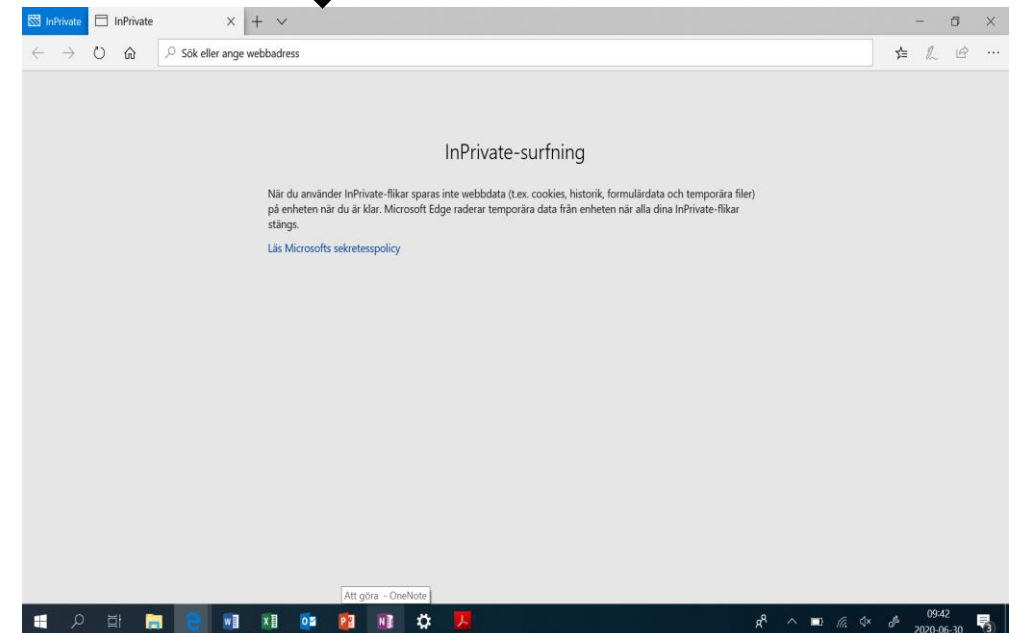 InPrivate
InPrivate
Sök eller ange webbadress
InPrivate-surfning
När du använder InPrivate-flikar sparas inte webbdata (t.ex. cookies, historik, formulärdata och temporära filer)
på enheten när du är klar. Microsoft Edge raderar temporära data från enheten när alla dina InPrivate-flikar
stängs.
Läs Microsofts sekretesspolicy
Att göra - OneNote
09:42
2020-06-30
3